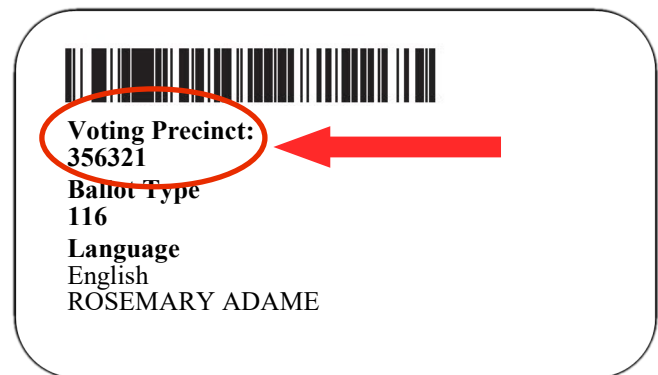 Voting Precinct:
356321
Ballot Type
116
Language
English
ROSEMARY ADAME